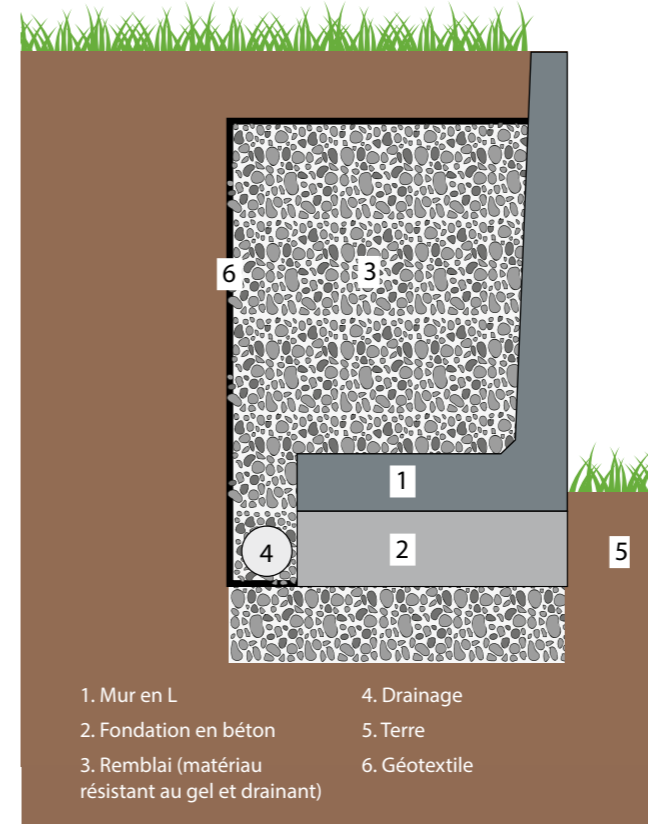 6
3
1
4
2
5
1. Mur en L
2. Fondation en béton
3. Remblai (matériau
résistant au gel et drainant)
4. Drainage
5. Terre
6. Géotextile